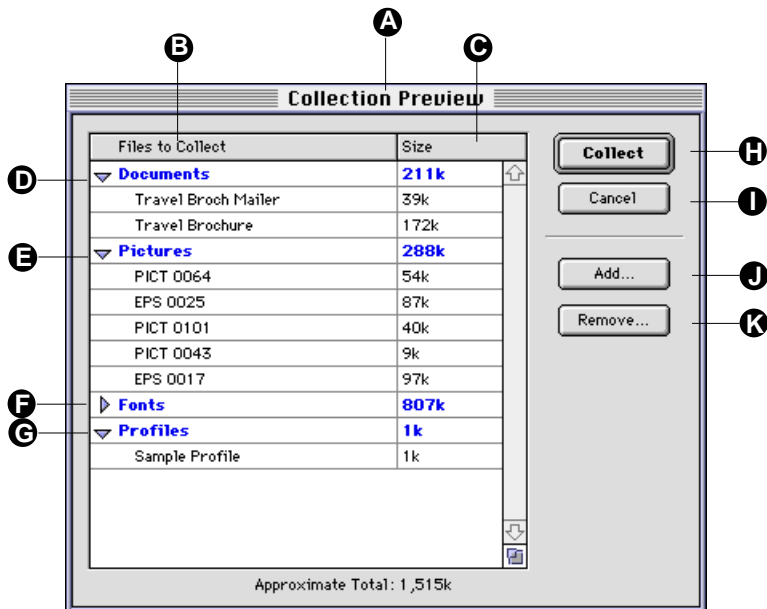 A
B
C
Collection Preview
Files to Collect Size
D Documents 211k
Travel Broch Mailer 39k
Travel Brochure 172k
E Pictures 288k
PICT 0064 54k
EPS 0025 87k
PICT 0101 40k
PICT 0043 9k
EPS 0017 97k
F Fonts 807k
G Profiles 1k
Sample Profile 1k
Approximate Total: 1,515k
Collect H
Cancel I
Add... J
Remove... K